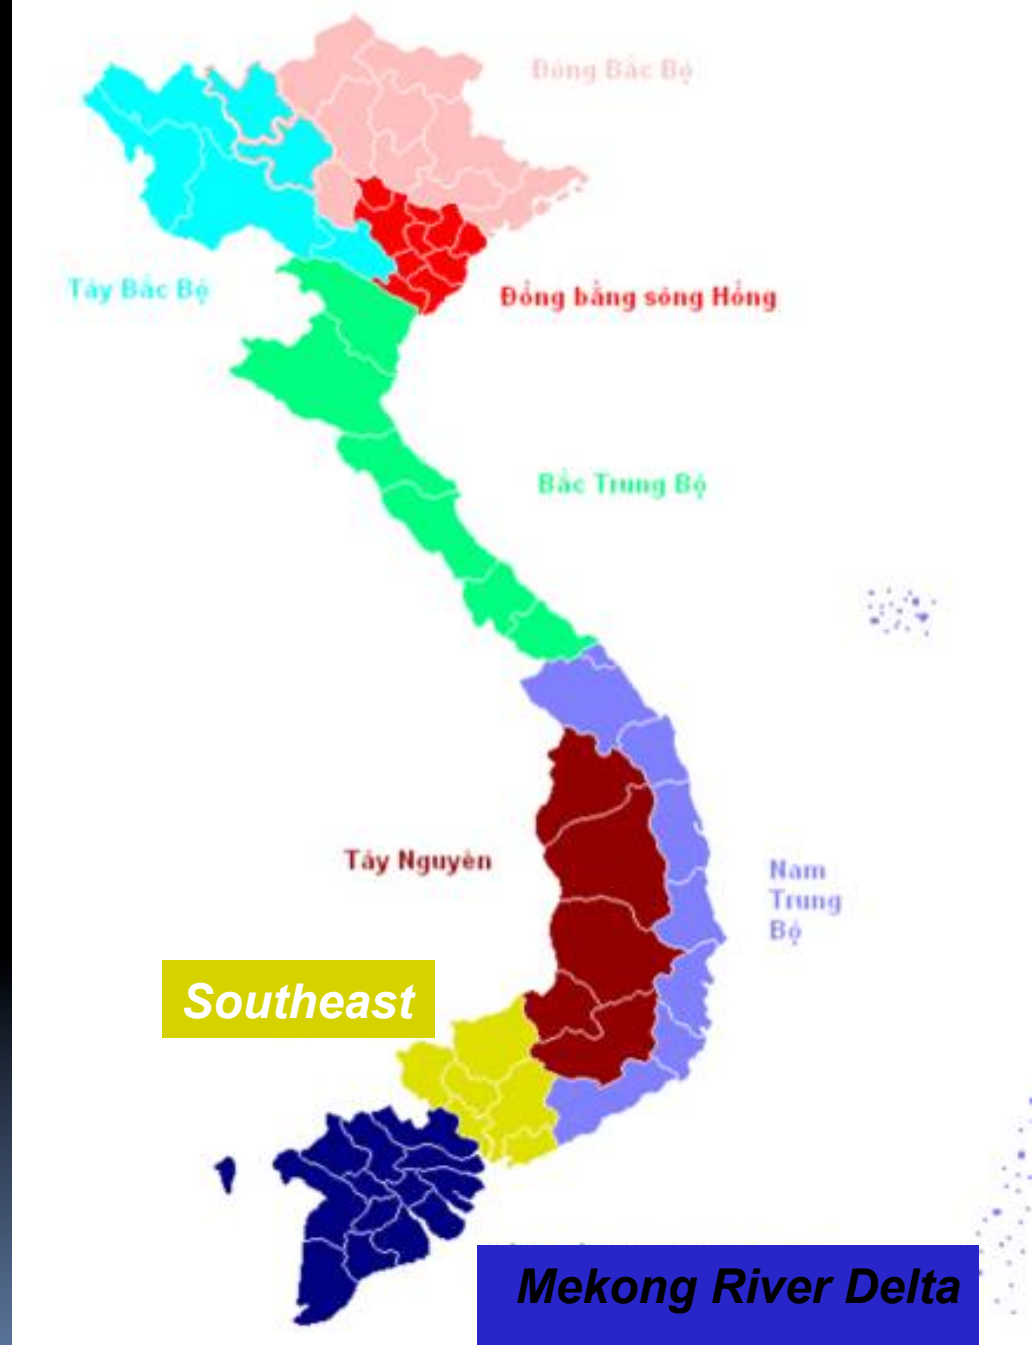 Đông Bắc Bộ
Tây Bắc Bộ
Đồng bằng sông Hồng
Bắc Trung Bộ
Tây Nguyên
Nam
Trung
Bộ
Southeast
Mekong River Delta